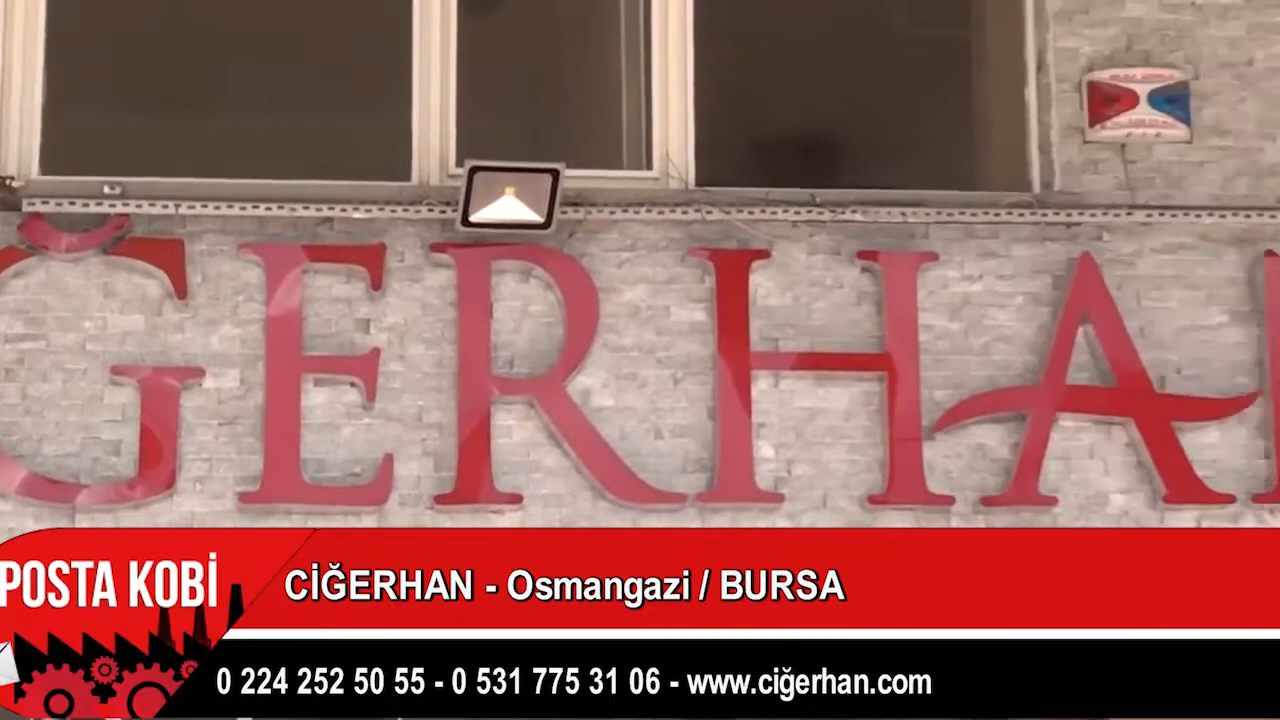 ĞERHA
POSTA KOBİ
CİĞERHAN - Osmangazi / BURSA
0 224 252 50 55 - 0 531 775 31 06 - www.ciğerhan.com